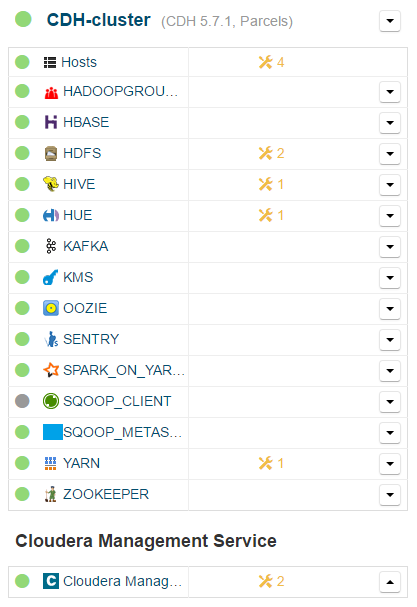 CDH-cluster (CDH 5.7.1, Parcels)
Hosts 4
HADOOPGROU...
HBASE
HDFS 2
HIVE 1
HUE 1
KAFKA
KMS
OOZIE
SENTRY
SPARK_ON_YAR...
SQOOP_CLIENT
SQOOP_METAS...
YARN 1
ZOOKEEPER
Cloudera Management Service
C Cloudera Manag... 2